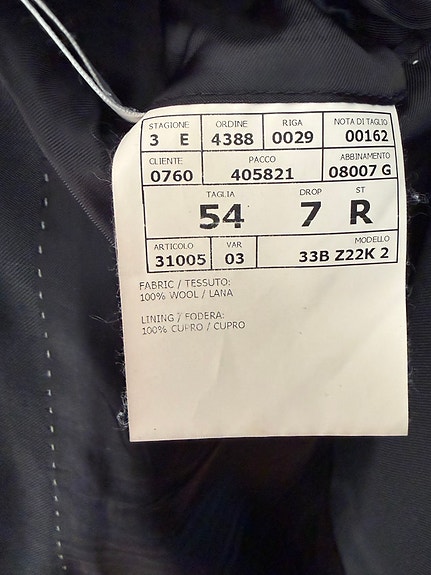 STAGIONE ORDINE RIGA NOTA DI TAGLIO
3 E 4388 0029 00162
CLIENTE PACCO ABBINAMENTO
0760 405821 08007 G
TAGLIA DROP ST
54 7 R
ARTICOLO VAR MODELLO
31005 03 33B Z22K 2
FABRIC / TESSUTO:
100% WOOL / LANA
LINING / FODERA:
100% CUPRO / CUPRO